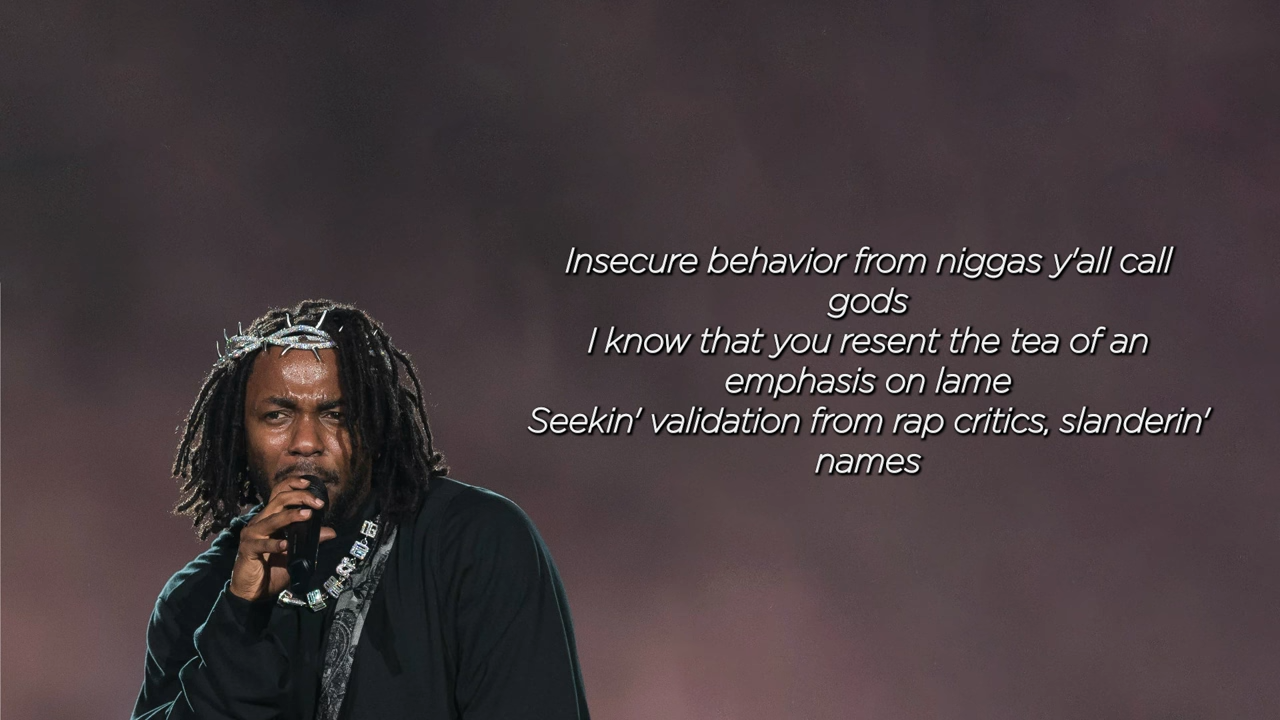 Insecure behavior from niggas y'all call
gods
I know that you resent the tea of an
emphasis on lame
Seekin' validation from rap critics, slanderin'
names